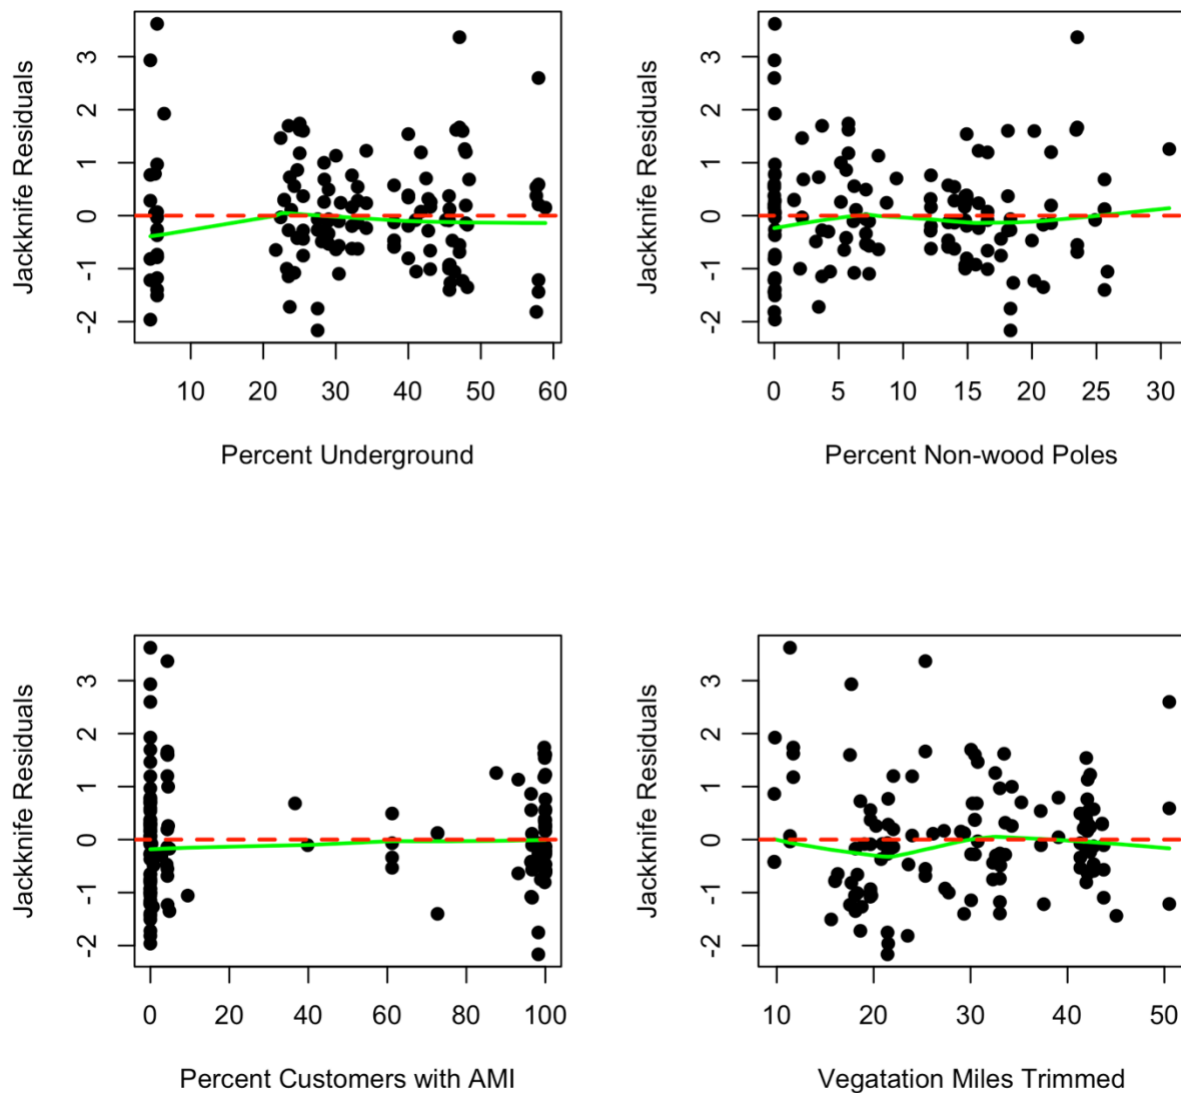 Jackknife Residuals
3
2
1
0
-1
-2
10 20 30 40 50 60
Percent Underground
Jackknife Residuals
3
2
1
0
-1
-2
0 5 10 15 20 25 30
Percent Non-wood Poles
Jackknife Residuals
3
2
1
0
-1
-2
0 20 40 60 80 100
Percent Customers with AMI
Jackknife Residuals
3
2
1
0
-1
-2
10 20 30 40 50
Vegatation Miles Trimmed